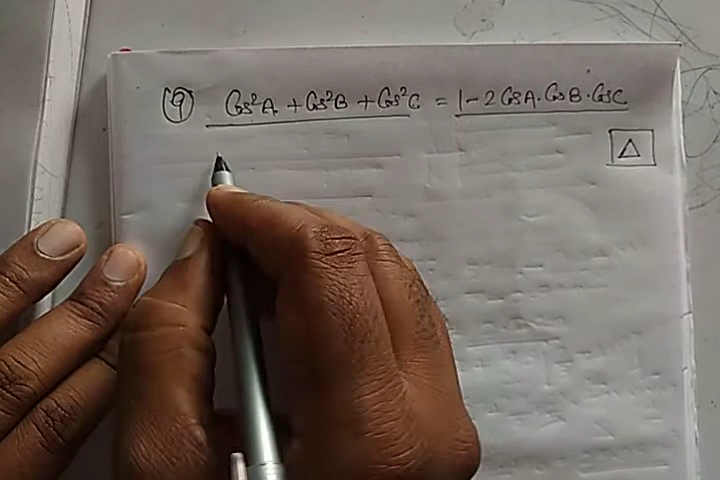 (9) Cos²A + Cos²B + Cos²C = 1 - 2 CosA. CosB. CosC
Δ